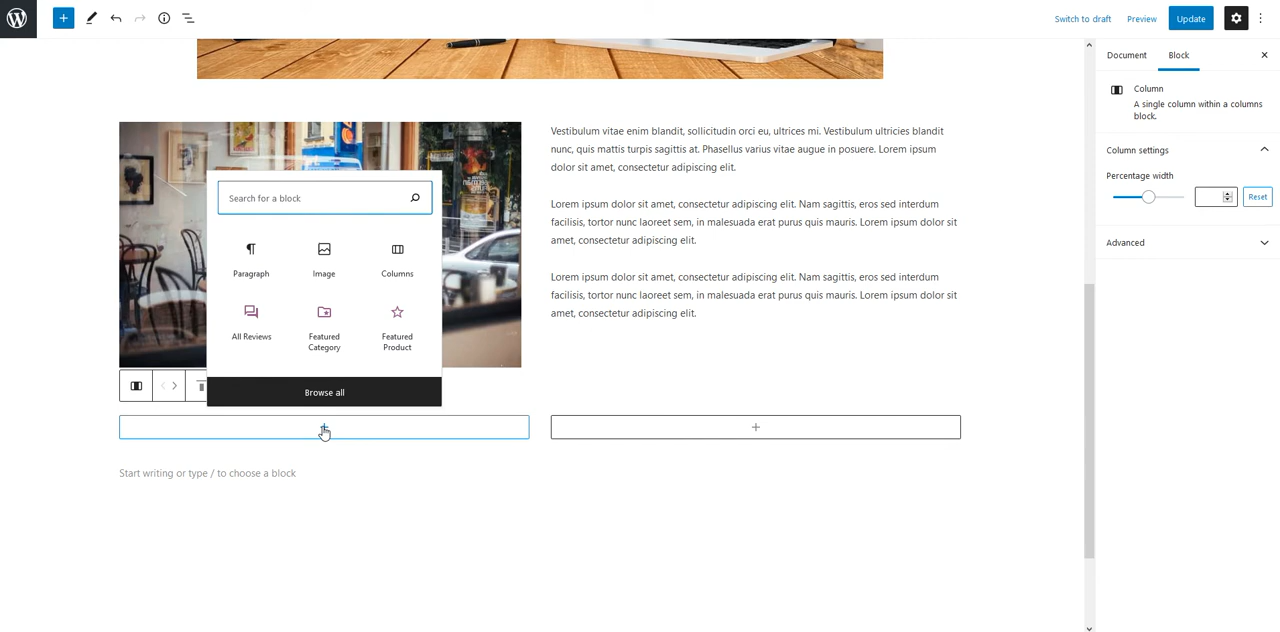 Switch to draft
Preview
Update
Document
Block
Column
A single column within a columns
block.
Column settings
Percentage width
Reset
Advanced
Vestibulum vitae enim blandit, sollicitudin orci eu, ultrices mi. Vestibulum ultricies blandit
nunc, quis mattis turpis sagittis at. Phasellus varius vitae augue in posuere. Lorem ipsum
dolor sit amet, consectetur adipiscing elit.
Lorem ipsum dolor sit amet, consectetur adipiscing elit. Nam sagittis, eros sed interdum
facilisis, tortor nunc laoreet sem, in malesuada erat purus quis mauris. Lorem ipsum dolor sit
amet, consectetur adipiscing elit.
Lorem ipsum dolor sit amet, consectetur adipiscing elit. Nam sagittis, eros sed interdum
facilisis, tortor nunc laoreet sem, in malesuada erat purus quis mauris. Lorem ipsum dolor sit
amet, consectetur adipiscing elit.
Search for a block
Paragraph
Image
Columns
All Reviews
Featured
Category
Featured
Product
Browse all
Start writing or type / to choose a block